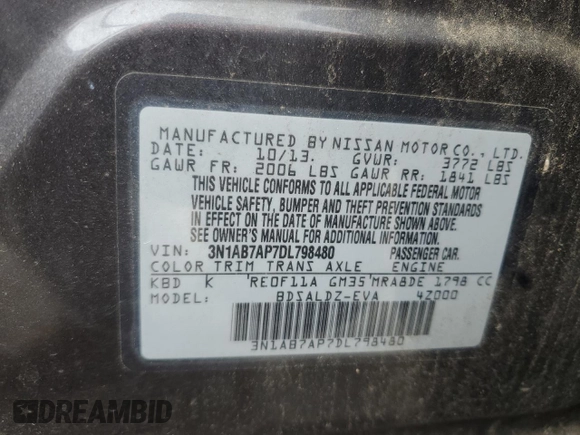 MANUFACTURED BY NISSAN MOTOR CO., LTD.
DATE: 10/13. GVWR: 3772 LBS
GAWR FR: 2006 LBS GAWR RR: 1841 LBS
THIS VEHICLE CONFORMS TO ALL APPLICABLE FEDERAL MOTOR
VEHICLE SAFETY, BUMPER AND THEFT PREVENTION STANDARDS
IN EFFECT ON THE DATE OF MANUFACTURE SHOWN ABOVE.
SEE OWNER'S MANUAL FOR ADDITIONAL INFORMATION.
VIN: 3N1AB7AP7DL798480 PASSENGER CAR.
COLOR TRIM TRANS AXLE ENGINE
KBD K 'RE0F11A GM35'MRA8DE 1798 CC
MODEL: BDSALDZ-EVA 4Z000
3N1AB7AP7DL798480
DREAMBID